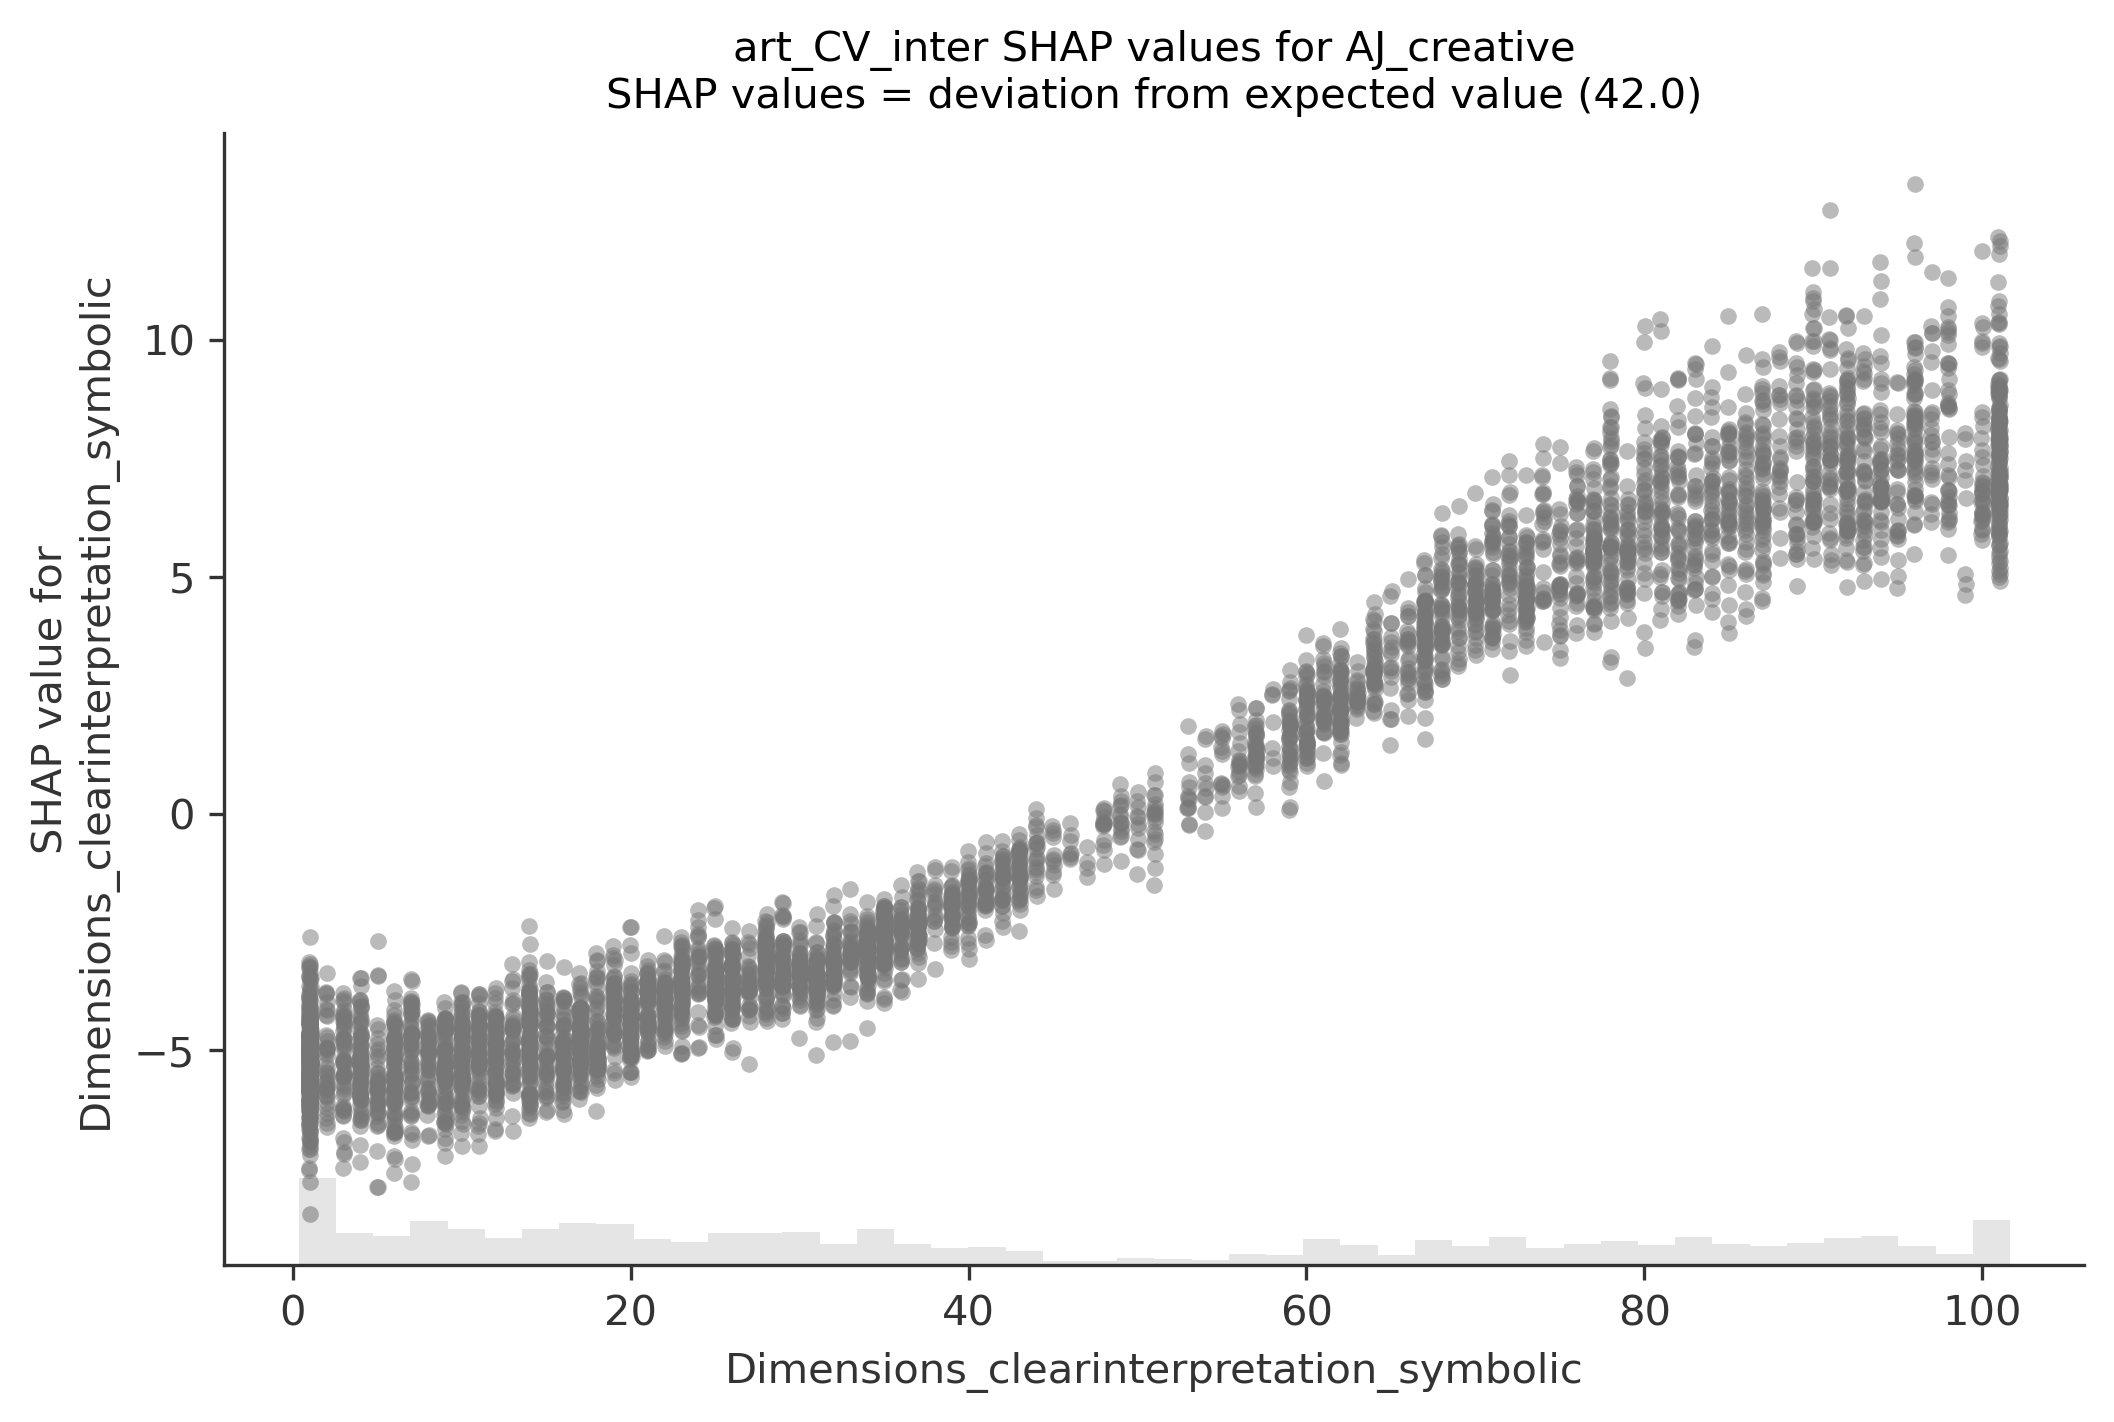 art_CV_inter SHAP values for AJ_creative
SHAP values = deviation from expected value (42.0)
SHAP value for
Dimensions_clearinterpretation_symbolic
10
5
0
−5
0 20 40 60 80 100
Dimensions_clearinterpretation_symbolic